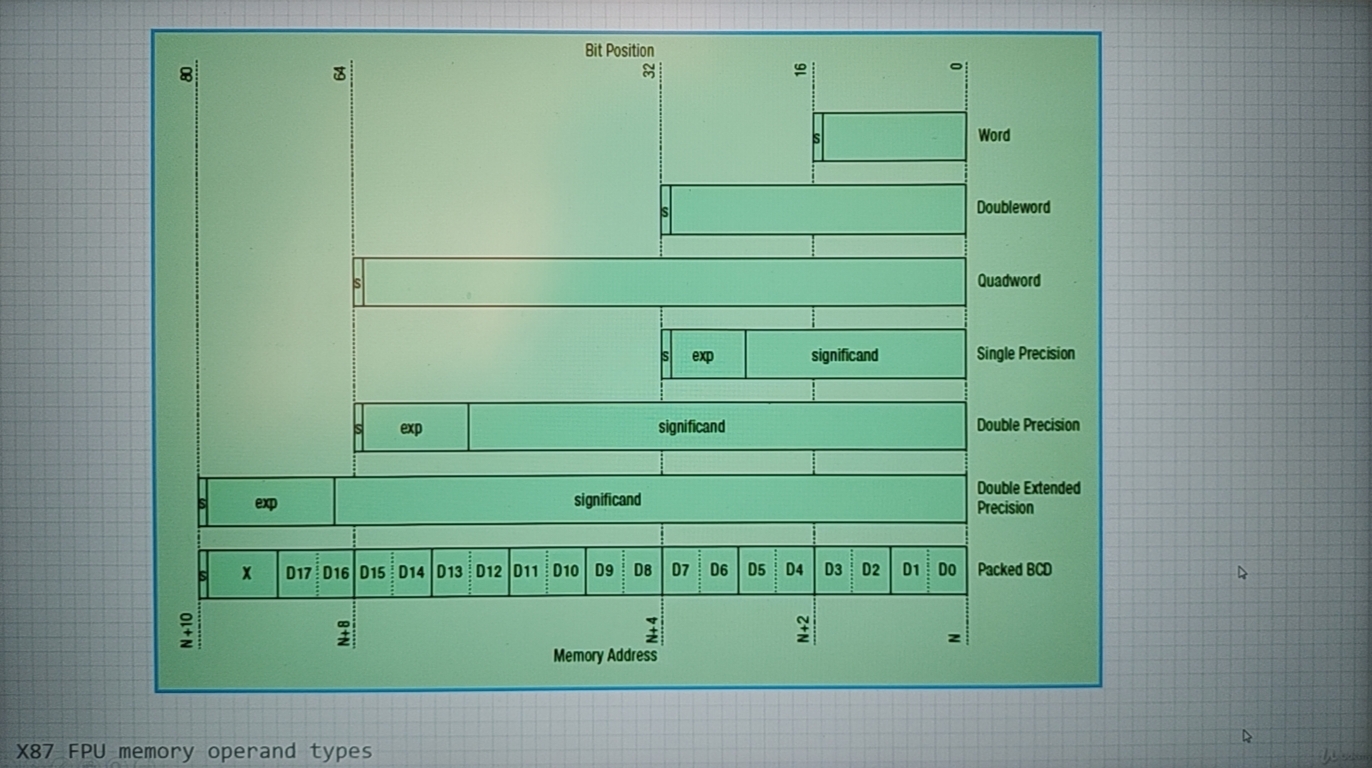 Bit Position
80 64 32 16 0
s Word
s Doubleword
s Quadword
s exp significand Single Precision
s exp significand Double Precision
s exp significand Double Extended
Precision
s X D17 D16 D15 D14 D13 D12 D11 D10 D9 D8 D7 D6 D5 D4 D3 D2 D1 D0 Packed BCD
N+10 N+8 N+4 N+2 N
Memory Address
X87 FPU memory operand types